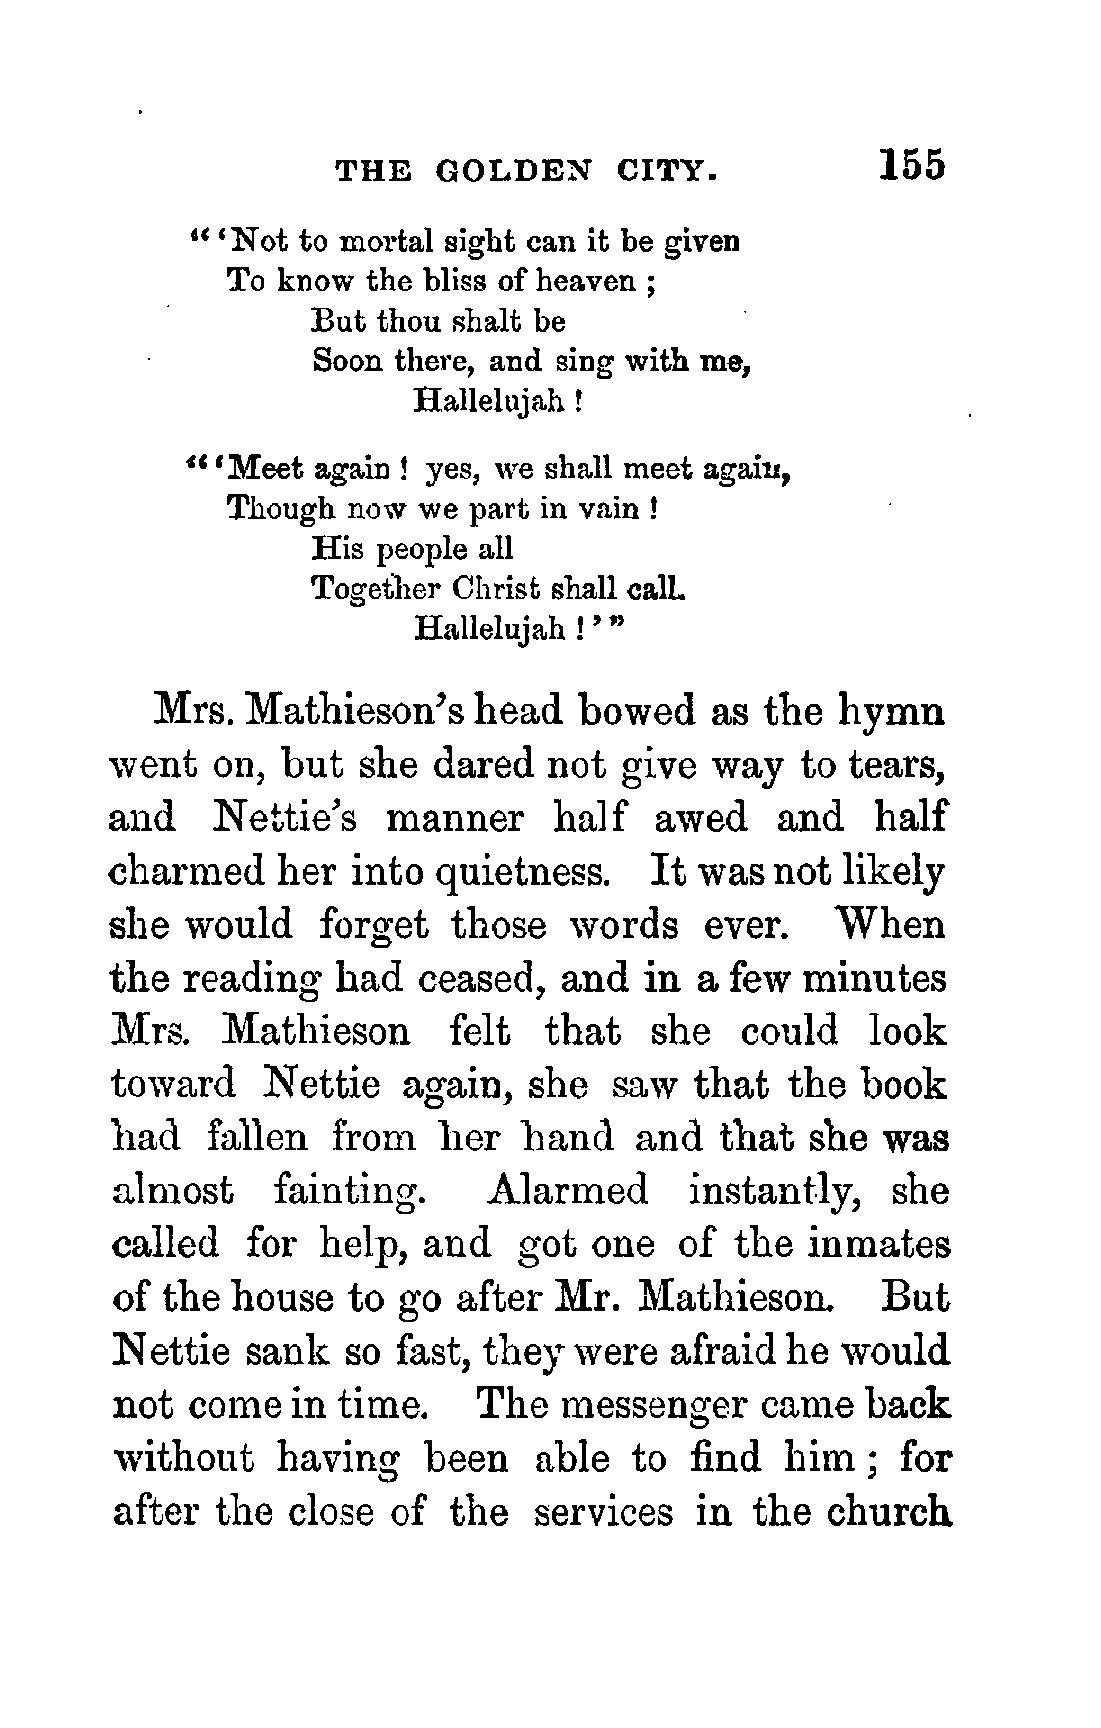 THE GOLDEN CITY. 155
"'Not to mortal sight can it be given
To know the bliss of heaven ;
But thou shalt be
Soon there, and sing with me,
Hallelujah !
"'Meet again ! yes, we shall meet again,
Though now we part in vain !
His people all
Together Christ shall call.
Hallelujah !'"
Mrs. Mathieson's head bowed as the hymn
went on, but she dared not give way to tears,
and Nettie's manner half awed and half
charmed her into quietness. It was not likely
she would forget those words ever. When
the reading had ceased, and in a few minutes
Mrs. Mathieson felt that she could look
toward Nettie again, she saw that the book
had fallen from her hand and that she was
almost fainting. Alarmed instantly, she
called for help, and got one of the inmates
of the house to go after Mr. Mathieson. But
Nettie sank so fast, they were afraid he would
not come in time. The messenger came back
without having been able to find him ; for
after the close of the services in the church